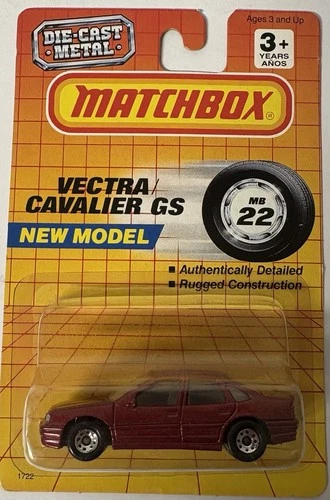 DIE-CAST
METAL
Ages 3 and Up
3+
YEARS
AÑOS
MATCHBOX
®
VECTRA/
CAVALIER GS
MB
22
NEW MODEL
■ Authentically Detailed
■ Rugged Construction
1722